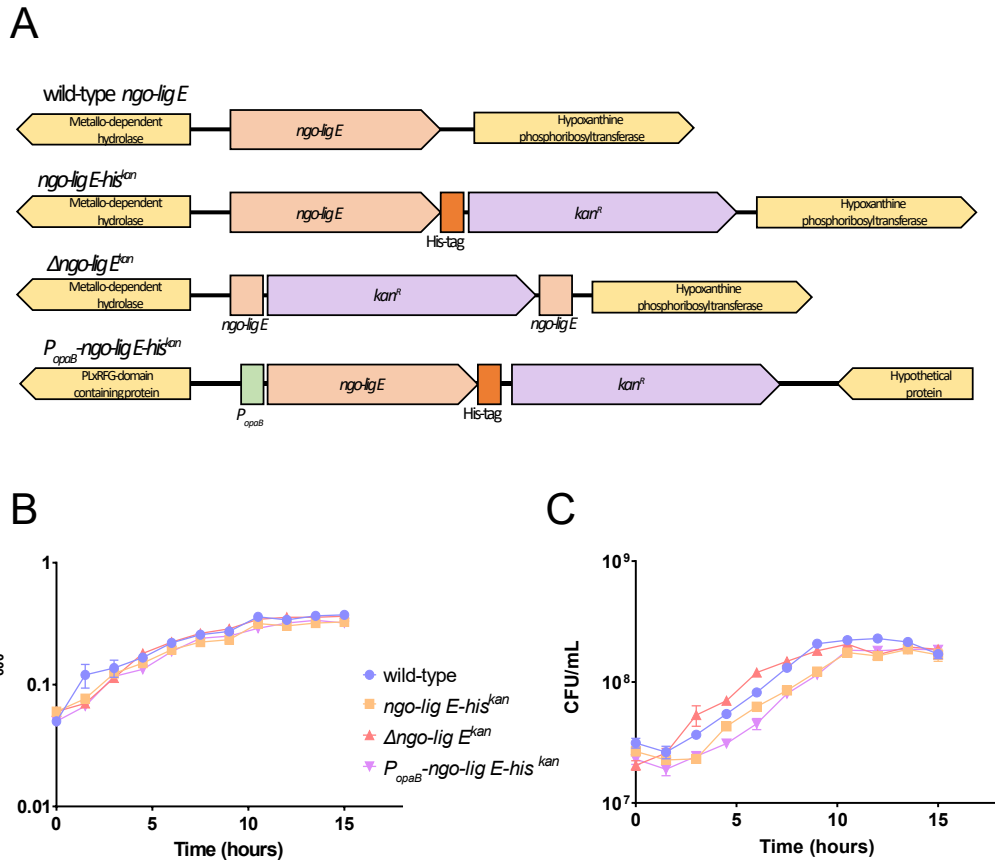 A
wild-type ngo-lig E
Metallo-dependent
hydrolase
ngo-lig E
Hypoxanthine
phosphoribosyltransferase
ngo-lig E-his^kan
Metallo-dependent
hydrolase
ngo-lig E
His-tag
kan^R
Hypoxanthine
phosphoribosyltransferase
Δngo-lig E^kan
Metallo-dependent
hydrolase
ngo-lig E
kan^R
ngo-lig E
Hypoxanthine
phosphoribosyltransferase
P_opaB-ngo-lig E-his^kan
PLxRFG-domain
containing protein
P_opaB
ngo-lig E
His-tag
kan^R
Hypothetical
protein
B
1
0.1
0.01
0
5
10
15
Time (hours)
wild-type
ngo-lig E-his^kan
Δngo-lig E^kan
P_opaB-ngo-lig E-his^kan
C
CFU/mL
10^9
10^8
10^7
0
5
10
15
Time (hours)